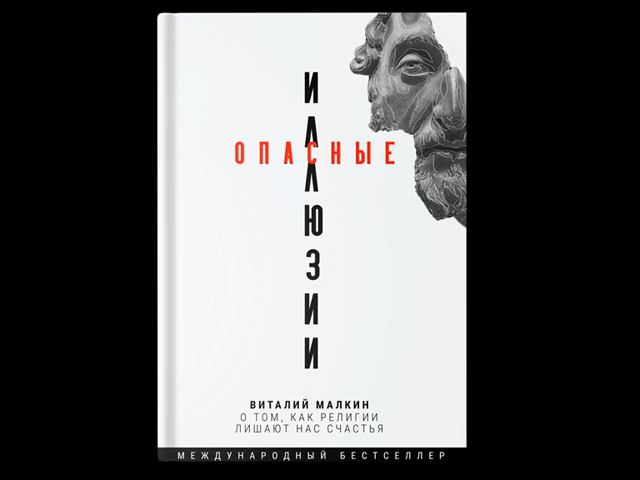 ОПАСНЫЕ
ИЛЛЮЗИИ
ВИТАЛИЙ МАЛКИН
О ТОМ, КАК РЕЛИГИИ
ЛИШАЮТ НАС СЧАСТЬЯ
МЕЖДУНАРОДНЫЙ БЕСТСЕЛЛЕР